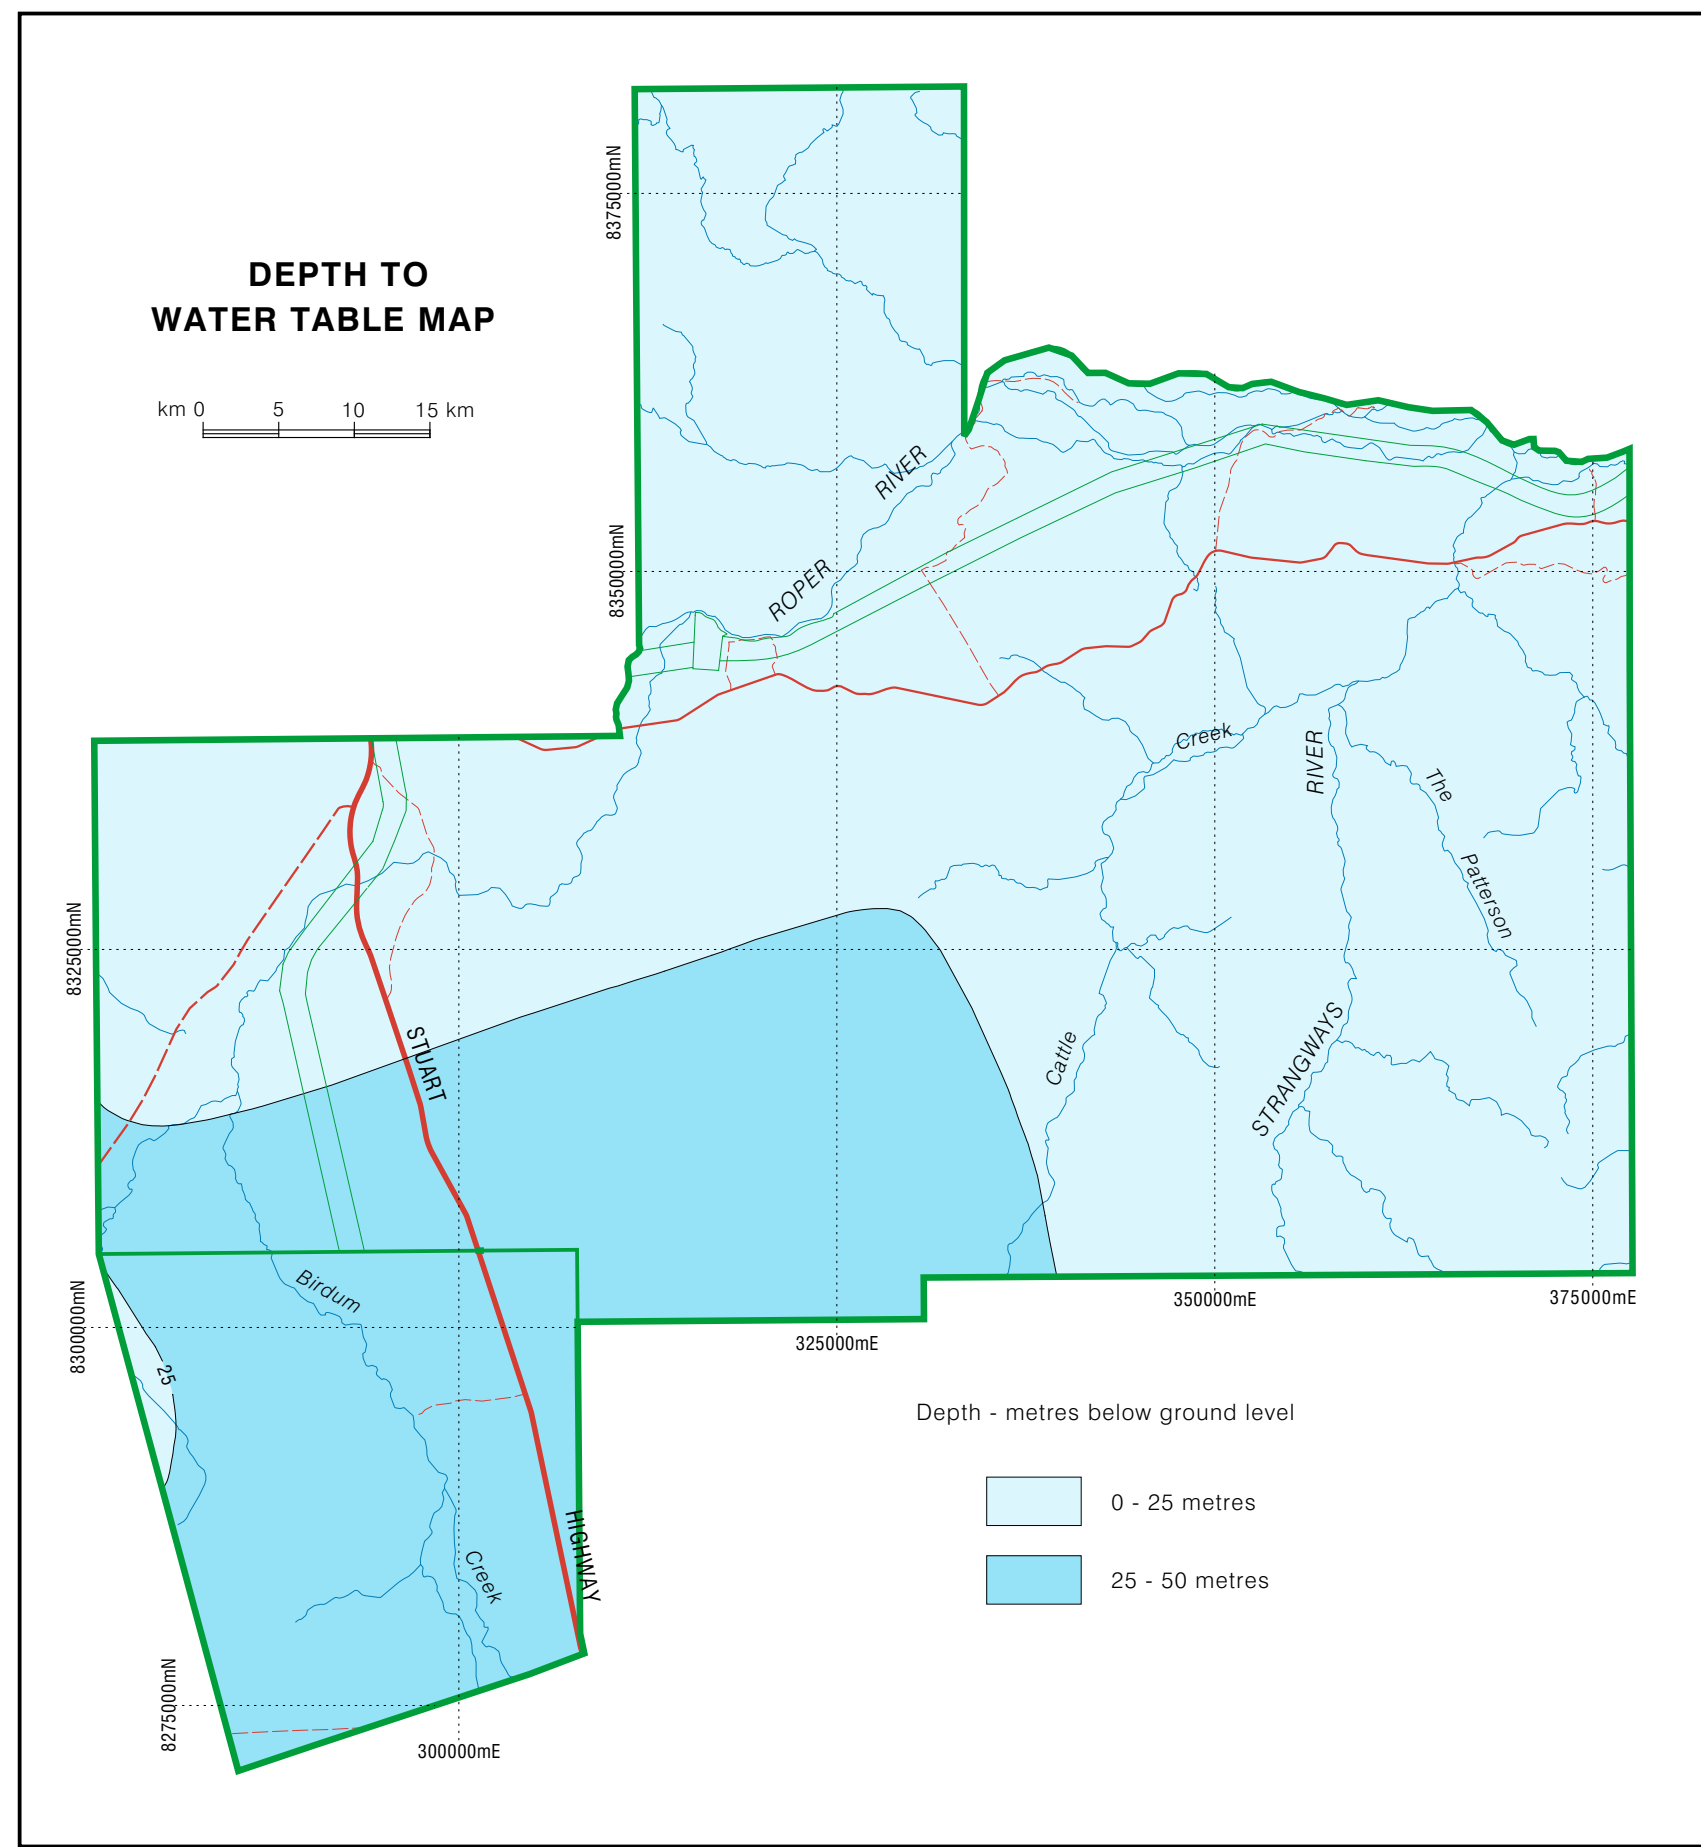 DEPTH TO
WATER TABLE MAP
km 0 5 10 15 km
8375000mN
8350000mN
8325000mN
8300000mN
8275000mN
RIVER
ROPER
Creek
RIVER
The
Patterson
STUART
Cattle
STRANGWAYS
Birdum
25
HIGHWAY
Creek
350000mE
375000mE
325000mE
300000mE
Depth - metres below ground level
0 - 25 metres
25 - 50 metres